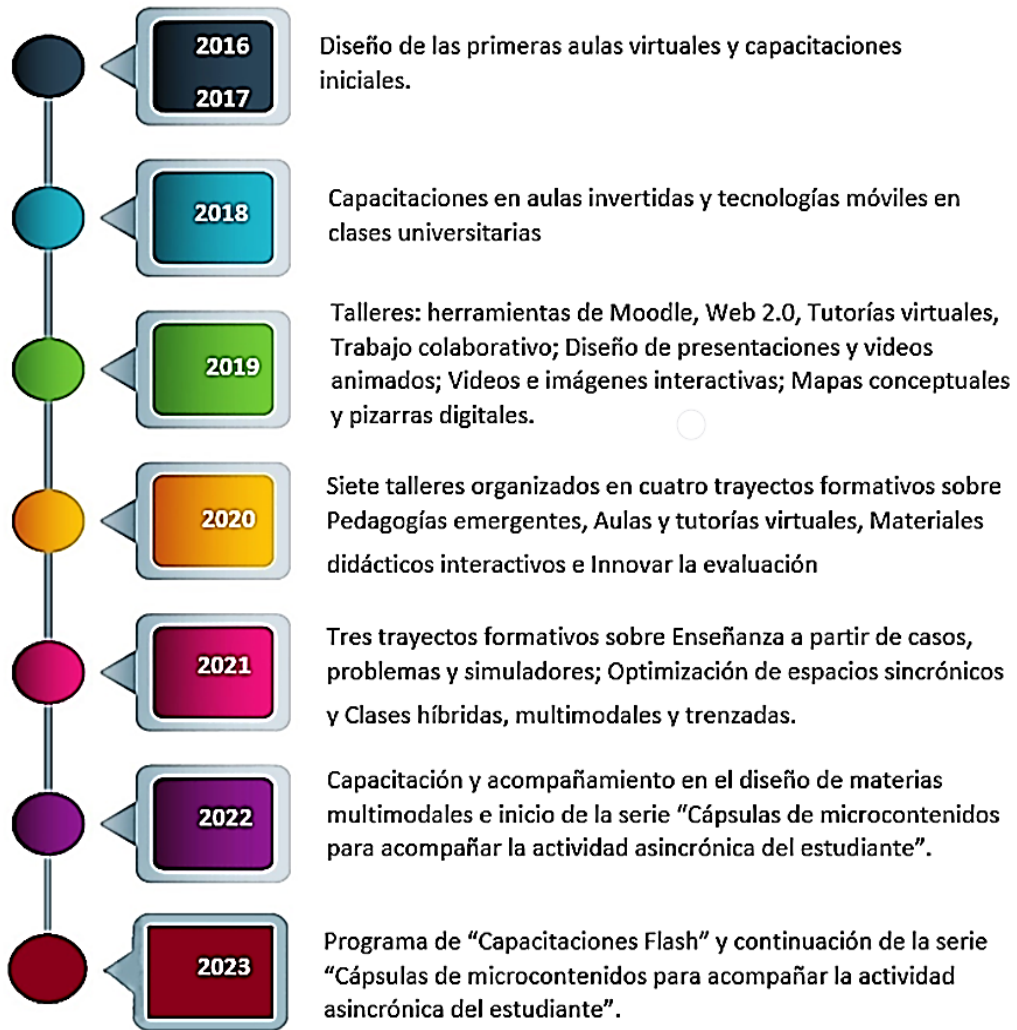 2016
2017
Diseño de las primeras aulas virtuales y capacitaciones
iniciales.
2018
Capacitaciones en aulas invertidas y tecnologías móviles en
clases universitarias
2019
Talleres: herramientas de Moodle, Web 2.0, Tutorías virtuales,
Trabajo colaborativo; Diseño de presentaciones y videos
animados; Videos e imágenes interactivas; Mapas conceptuales
y pizarras digitales.
2020
Siete talleres organizados en cuatro trayectos formativos sobre
Pedagogías emergentes, Aulas y tutorías virtuales, Materiales
didácticos interactivos e Innovar la evaluación
2021
Tres trayectos formativos sobre Enseñanza a partir de casos,
problemas y simuladores; Optimización de espacios sincrónicos
y Clases híbridas, multimodales y trenzadas.
2022
Capacitación y acompañamiento en el diseño de materias
multimodales e inicio de la serie “Cápsulas de microcontenidos
para acompañar la actividad asincrónica del estudiante”.
2023
Programa de “Capacitaciones Flash” y continuación de la serie
“Cápsulas de microcontenidos para acompañar la actividad
asincrónica del estudiante”.